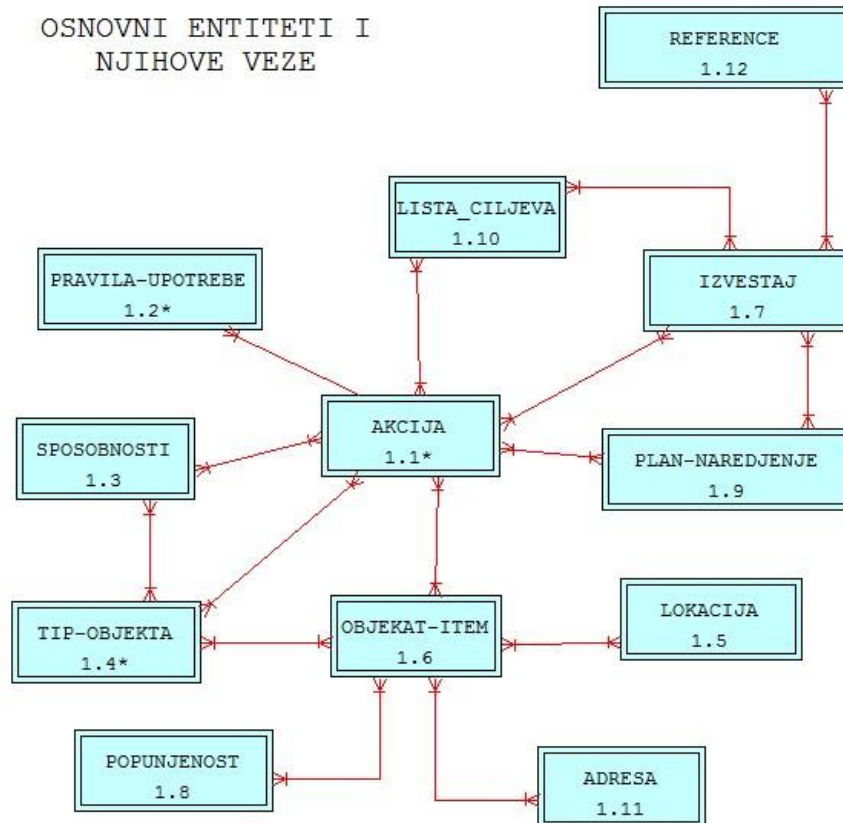 OSNOVNI ENTITETI I
NJIHOVE VEZE
REFERENCE
1.12
LISTA_CILJEVA
1.10
PRAVILA-UPOTREBE
1.2*
IZVESTAJ
1.7
AKCIJA
1.1*
SPOSOBNOSTI
1.3
PLAN-NAREDJENJE
1.9
TIP-OBJEKTA
1.4*
OBJEKAT-ITEM
1.6
LOKACIJA
1.5
POPUNJENOST
1.8
ADRESA
1.11